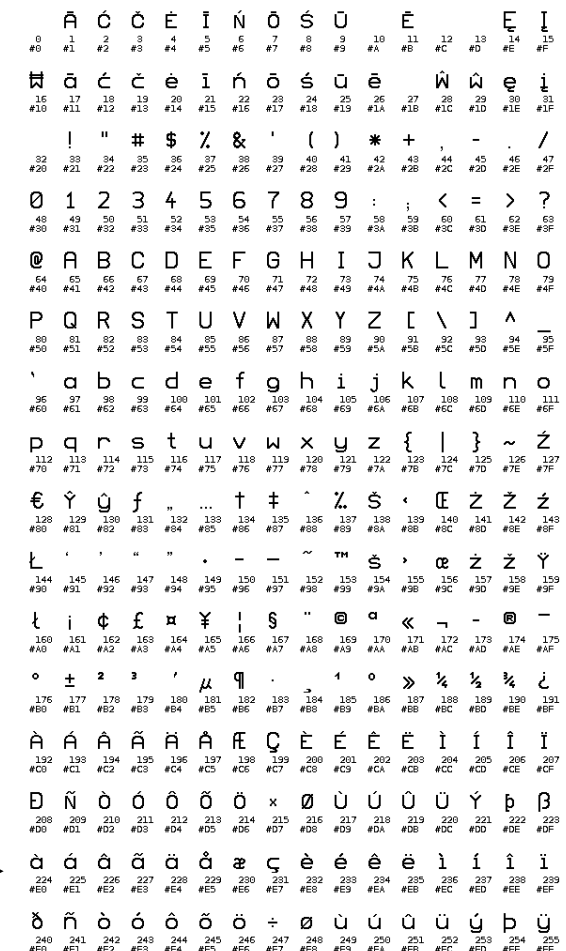 Ā Ć Č Ė Ī Ń Ō Ś Ū Ē Ę Į
0 1 2 3 4 5 6 7 8 9 10 11 12 13 14 15
#0 #1 #2 #3 #4 #5 #6 #7 #8 #9 #A #B #C #D #E #F
₩ ā ć č ė ī ń ō ś ū ē Ŵ ŵ ę į
16 17 18 19 20 21 22 23 24 25 26 27 28 29 30 31
#10 #11 #12 #13 #14 #15 #16 #17 #18 #19 #1A #1B #1C #1D #1E #1F
! " # $ % & ' ( ) * + , - . /
32 33 34 35 36 37 38 39 40 41 42 43 44 45 46 47
#20 #21 #22 #23 #24 #25 #26 #27 #28 #29 #2A #2B #2C #2D #2E #2F
0 1 2 3 4 5 6 7 8 9 : ; < = > ?
48 49 50 51 52 53 54 55 56 57 58 59 60 61 62 63
#30 #31 #32 #33 #34 #35 #36 #37 #38 #39 #3A #3B #3C #3D #3E #3F
@ A B C D E F G H I J K L M N O
64 65 66 67 68 69 70 71 72 73 74 75 76 77 78 79
#40 #41 #42 #43 #44 #45 #46 #47 #48 #49 #4A #4B #4C #4D #4E #4F
P Q R S T U V W X Y Z [ \ ] ^ _
80 81 82 83 84 85 86 87 88 89 90 91 92 93 94 95
#50 #51 #52 #53 #54 #55 #56 #57 #58 #59 #5A #5B #5C #5D #5E #5F
` a b c d e f g h i j k l m n o
96 97 98 99 100 101 102 103 104 105 106 107 108 109 110 111
#60 #61 #62 #63 #64 #65 #66 #67 #68 #69 #6A #6B #6C #6D #6E #6F
p q r s t u v w x y z { | } ~ Ź
112 113 114 115 116 117 118 119 120 121 122 123 124 125 126 127
#70 #71 #72 #73 #74 #75 #76 #77 #78 #79 #7A #7B #7C #7D #7E #7F
€ Ŷ ŷ ƒ „ … † ‡ ˆ ‰ Š ‹ Œ Ż Ž ź
128 129 130 131 132 133 134 135 136 137 138 139 140 141 142 143
#80 #81 #82 #83 #84 #85 #86 #87 #88 #89 #8A #8B #8C #8D #8E #8F
Ł ‘ ’ “ ” • – — ˜ ™ š › œ ż ž Ÿ
144 145 146 147 148 149 150 151 152 153 154 155 156 157 158 159
#90 #91 #92 #93 #94 #95 #96 #97 #98 #99 #9A #9B #9C #9D #9E #9F
ł ¡ ¢ £ ¤ ¥ ¦ § ¨ © ª « ¬ - ® ¯
160 161 162 163 164 165 166 167 168 169 170 171 172 173 174 175
#A0 #A1 #A2 #A3 #A4 #A5 #A6 #A7 #A8 #A9 #AA #AB #AC #AD #AE #AF
° ± ² ³ ´ µ ¶ · ¸ ¹ º » ¼ ½ ¾ ¿
176 177 178 179 180 181 182 183 184 185 186 187 188 189 190 191
#B0 #B1 #B2 #B3 #B4 #B5 #B6 #B7 #B8 #B9 #BA #BB #BC #BD #BE #BF
À Á Â Ã Ä Å Æ Ç È É Ê Ë Ì Í Î Ï
192 193 194 195 196 197 198 199 200 201 202 203 204 205 206 207
#C0 #C1 #C2 #C3 #C4 #C5 #C6 #C7 #C8 #C9 #CA #CB #CC #CD #CE #CF
Ð Ñ Ò Ó Ô Õ Ö × Ø Ù Ú Û Ü Ý Þ ß
208 209 210 211 212 213 214 215 216 217 218 219 220 221 222 223
#D0 #D1 #D2 #D3 #D4 #D5 #D6 #D7 #D8 #D9 #DA #DB #DC #DD #DE #DF
à á â ã ä å æ ç è é ê ë ì í î ï
224 225 226 227 228 229 230 231 232 233 234 235 236 237 238 239
#E0 #E1 #E2 #E3 #E4 #E5 #E6 #E7 #E8 #E9 #EA #EB #EC #ED #EE #EF
ð ñ ò ó ô õ ö ÷ ø ù ú û ü ý þ ÿ
240 241 242 243 244 245 246 247 248 249 250 251 252 253 254 255
#F0 #F1 #F2 #F3 #F4 #F5 #F6 #F7 #F8 #F9 #FA #FB #FC #FD #FE #FF